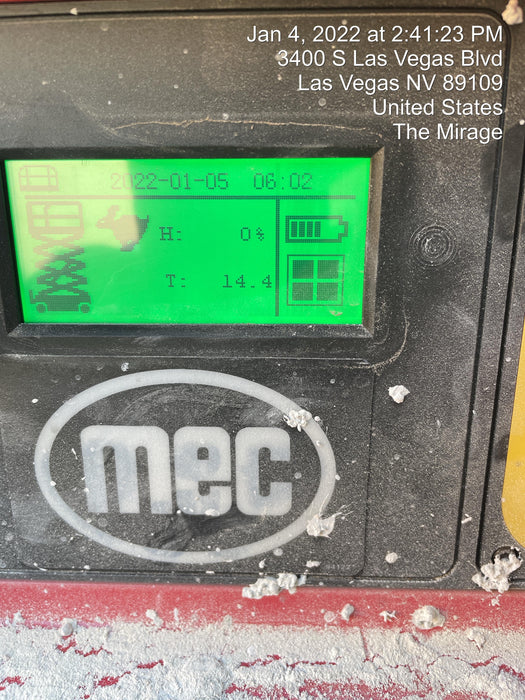 Jan 4, 2022 at 2:41:23 PM
3400 S Las Vegas Blvd
Las Vegas NV 89109
United States
The Mirage
2022-01-05 06:02
H: 0%
T: 14.4
mec